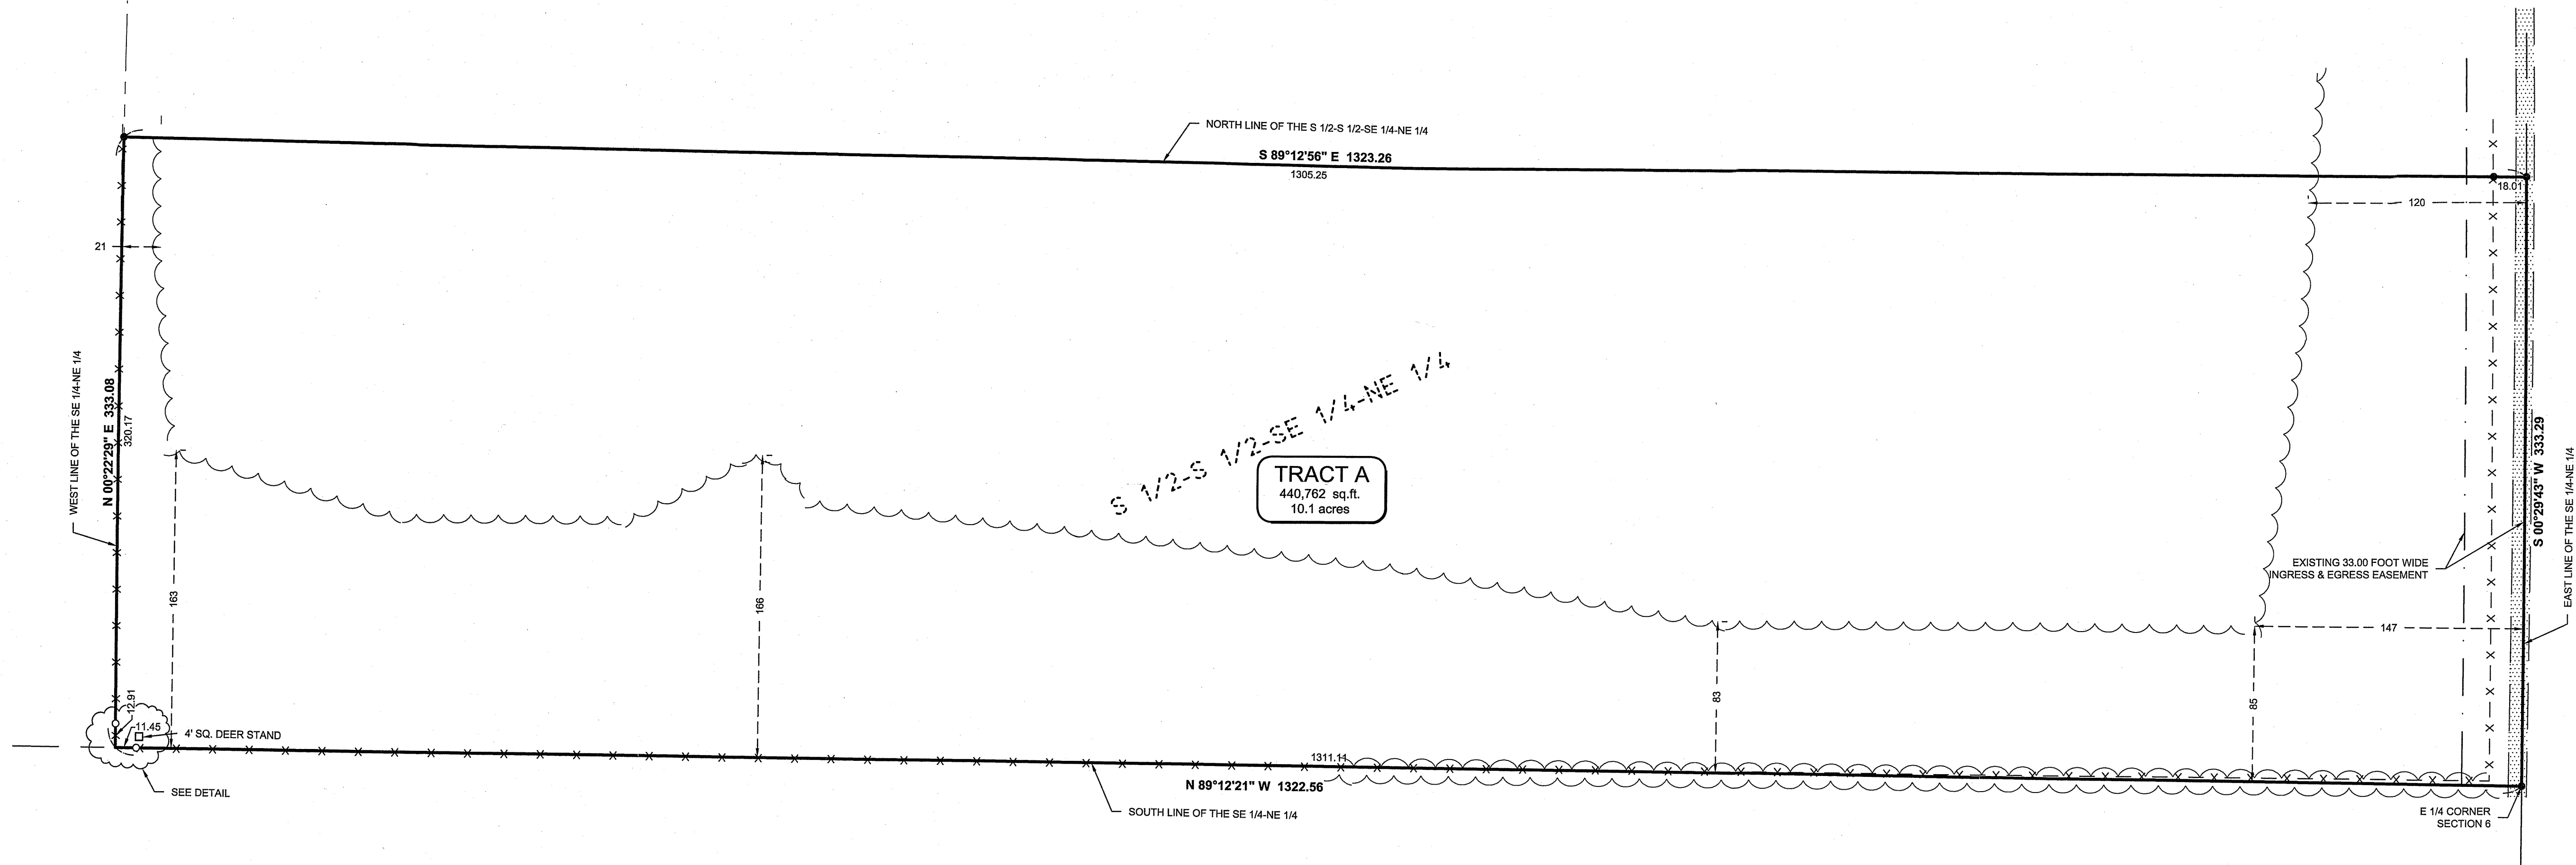 NORTH LINE OF THE S 1/2-S 1/2-SE 1/4-NE 1/4
S 89°12'56" E 1323.26
1305.25
18.01
120
21
WEST LINE OF THE SE 1/4-NE 1/4
N 00°22'29" E 333.08
320.17
S 1/2-S 1/2-SE 1/4-NE 1/4
TRACT A
440,762 sq.ft.
10.1 acres
S 00°29'43" W 333.29
EAST LINE OF THE SE 1/4-NE 1/4
EXISTING 33.00 FOOT WIDE
INGRESS & EGRESS EASEMENT
163
166
147
83
85
12.91
11.45
4' SQ. DEER STAND
SEE DETAIL
1311.11
N 89°12'21" W 1322.56
SOUTH LINE OF THE SE 1/4-NE 1/4
E 1/4 CORNER
SECTION 6